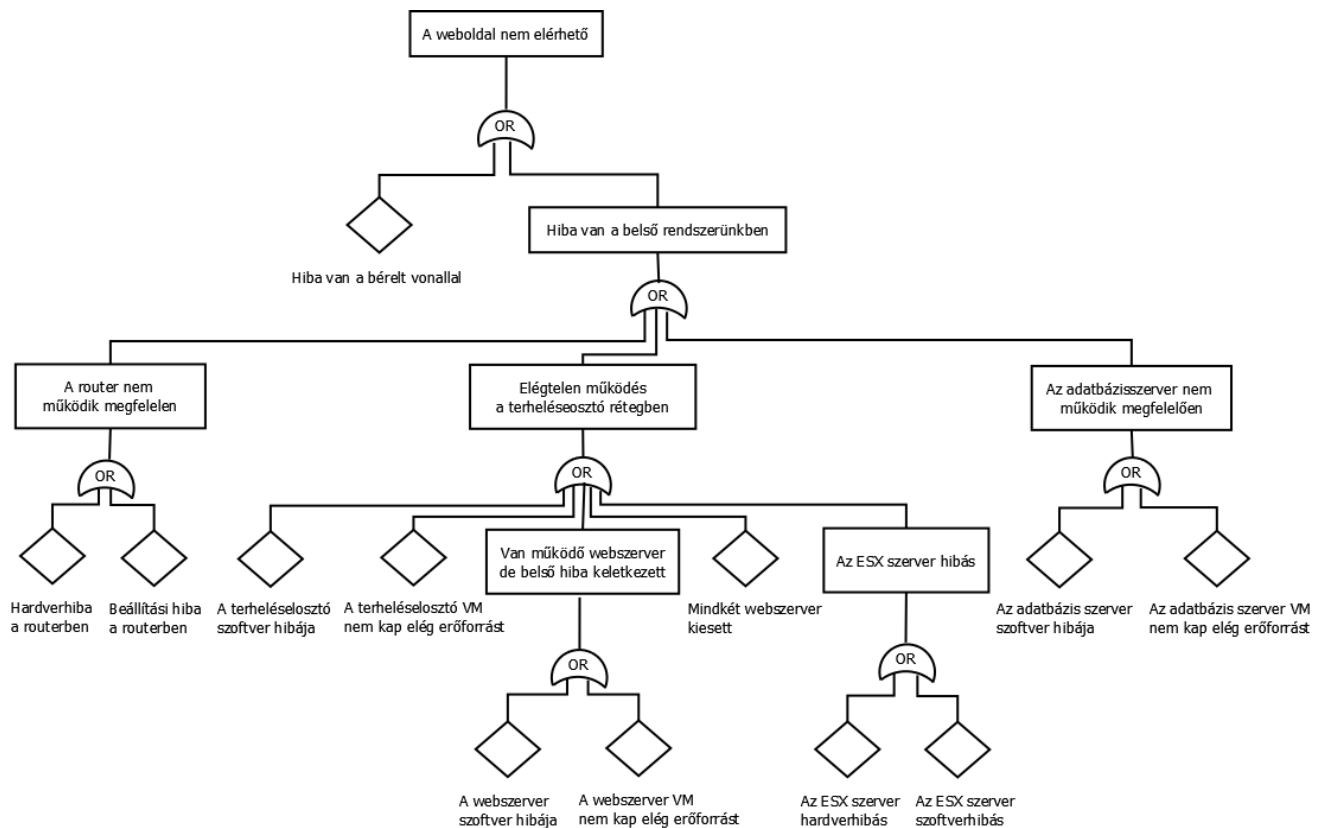 A weboldal nem elérhető
OR
Hiba van a bérelt vonallal
Hiba van a belső rendszerünkben
OR
A router nem
működik megfelelen
Elégtelen működés
a terheléseosztó rétegben
Az adatbázisszerver nem
működik megfelelően
OR
OR
OR
Hardverhiba
a routerben
Beállítási hiba
a routerben
A terheléselosztó
szoftver hibája
A terheléselosztó VM
nem kap elég erőforrást
Van működő webszerver
de belső hiba keletkezett
Mindkét webszerver
kiesett
Az ESX szerver hibás
Az adatbázis szerver
szoftver hibája
Az adatbázis szerver VM
nem kap elég erőforrást
OR
OR
A webszerver
szoftver hibája
A webszerver VM
nem kap elég erőforrást
Az ESX szerver
hardverhibás
Az ESX szerver
szoftverhibás